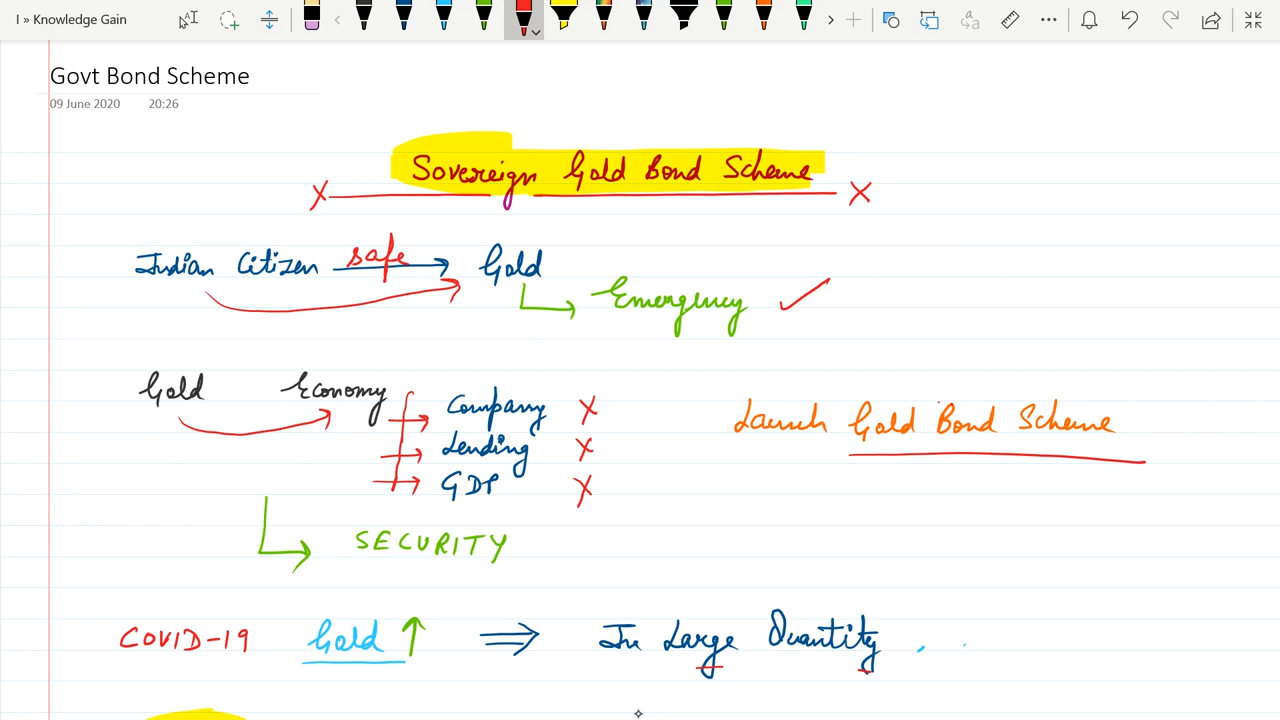 I » Knowledge Gain
Govt Bond Scheme
09 June 2020 20:26
Sovereign Gold Bond Scheme
Indian Citizen safe Gold
Emergency
Gold Economy
Company
Lending
GDP
Launch Gold Bond Scheme
SECURITY
COVID-19 Gold In Large Quantity